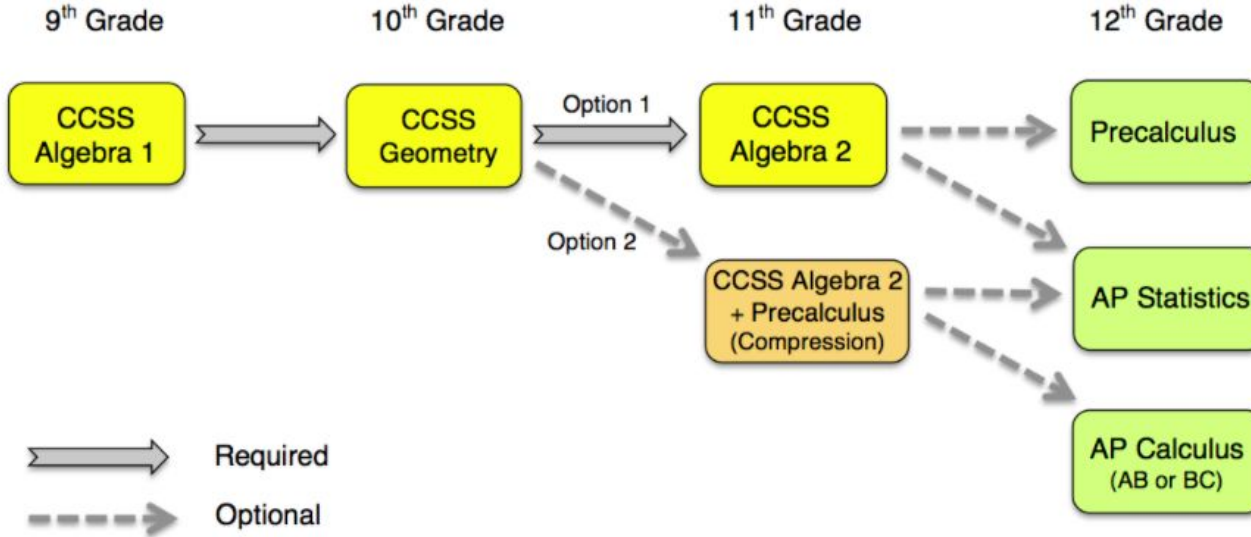 9th Grade
10th Grade
11th Grade
12th Grade
CCSS
Algebra 1
CCSS
Geometry
Option 1
CCSS
Algebra 2
Precalculus
Option 2
CCSS Algebra 2
+ Precalculus
(Compression)
AP Statistics
AP Calculus
(AB or BC)
Required
Optional